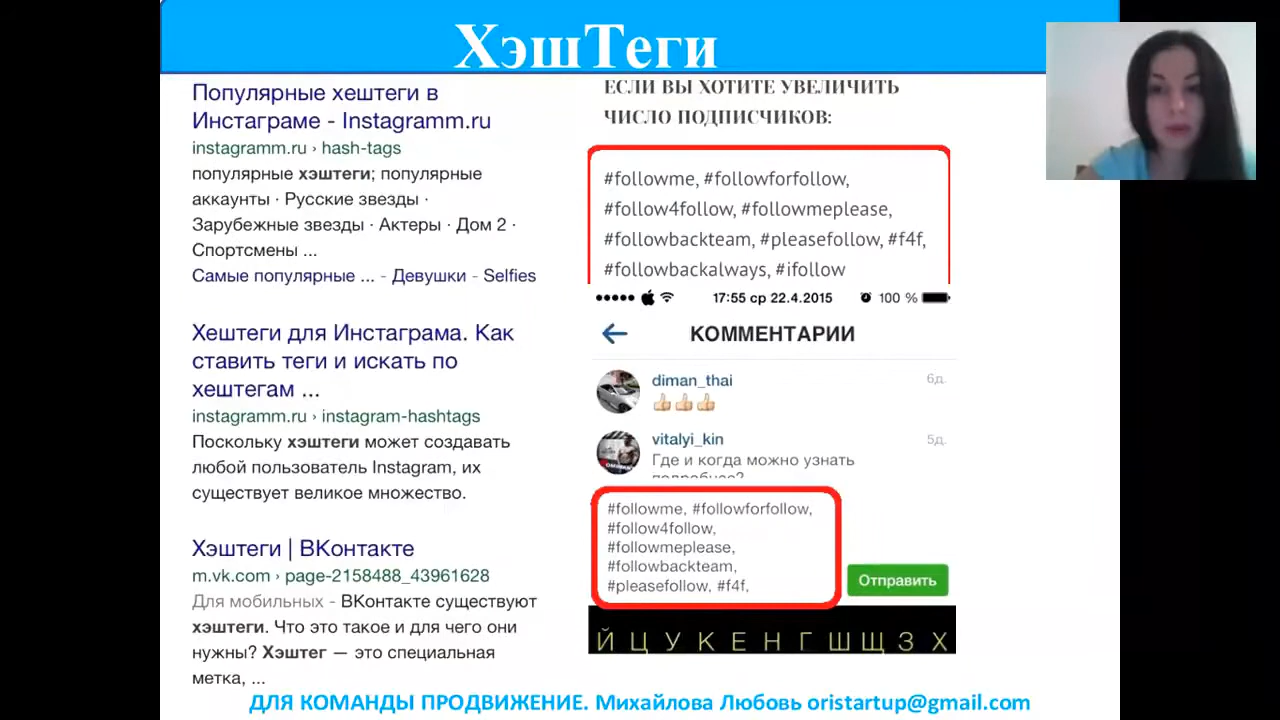 ХэшТеги
Популярные хештеги в
Инстаграме - Instagramm.ru
instagramm.ru › hash-tags
популярные хэштеги; популярные
аккаунты · Русские звезды ·
Зарубежные звезды · Актеры · Дом 2 ·
Спортсмены ...
Самые популярные ... - Девушки - Selfies
Хештеги для Инстаграма. Как
ставить теги и искать по
хештегам ...
instagramm.ru › instagram-hashtags
Поскольку хэштеги может создавать
любой пользователь Instagram, их
существует великое множество.
Хэштеги | ВКонтакте
m.vk.com › page-2158488_43961628
Для мобильных - ВКонтакте существуют
хэштеги. Что это такое и для чего они
нужны? Хэштег — это специальная
метка, ...
ЕСЛИ ВЫ ХОТИТЕ УВЕЛИЧИТЬ
ЧИСЛО ПОДПИСЧИКОВ:
#followme, #followforfollow,
#follow4follow, #followmeplease,
#followbackteam, #pleasefollow, #f4f,
#followbackalways, #ifollow
17:55 ср 22.4.2015 100 %
КОММЕНТАРИИ
diman_thai 6д.
vitalyi_kin 5д.
Где и когда можно узнать
подробнее?
#followme, #followforfollow,
#follow4follow,
#followmeplease,
#followbackteam,
#pleasefollow, #f4f,
Отправить
Й Ц У К Е Н Г Ш Щ З Х
ДЛЯ КОМАНДЫ ПРОДВИЖЕНИЕ. Михайлова Любовь oristartup@gmail.com